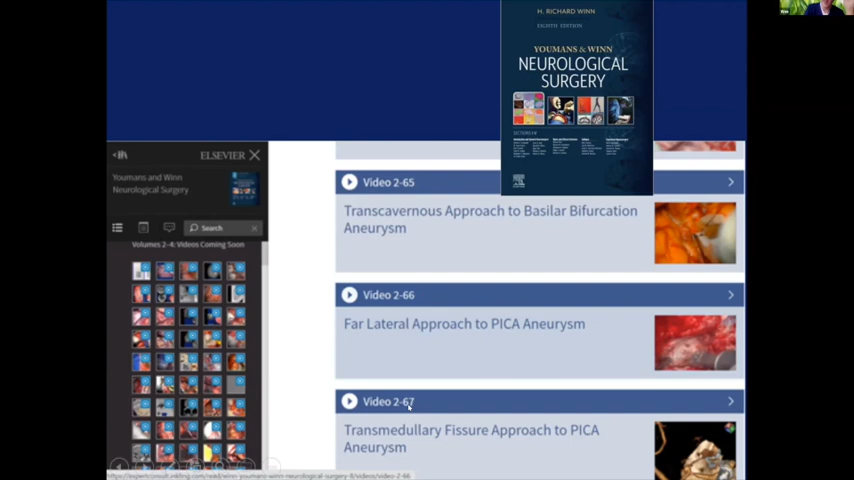 H. RICHARD WINN
EIGHTH EDITION
YOUMANS & WINN
NEUROLOGICAL
SURGERY
ELSEVIER
Youmans and Winn
Neurological Surgery
Search
Volumes 2-4: Videos Coming Soon
Video 2-65
Transcavernous Approach to Basilar Bifurcation
Aneurysm
Video 2-66
Far Lateral Approach to PICA Aneurysm
Video 2-67
Transmedullary Fissure Approach to PICA
Aneurysm